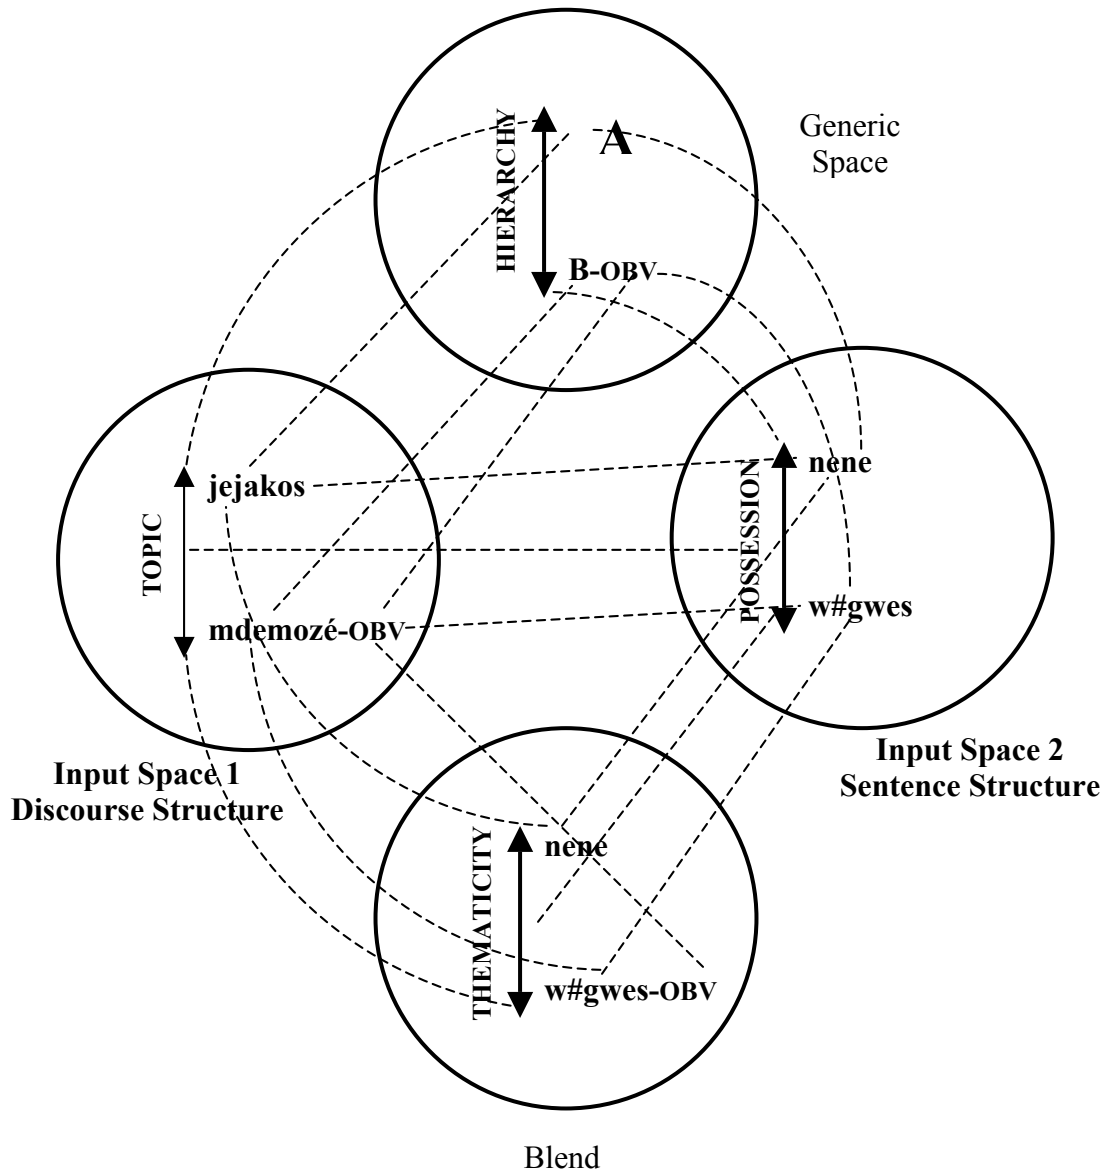 HIERARCHY
A
Generic
Space
B-OBV
TOPIC
jejakos
mdemozé-OBV
POSSESSION
nene
w#gwes
Input Space 1
Discourse Structure
Input Space 2
Sentence Structure
THEMATICITY
nene
w#gwes-OBV
Blend